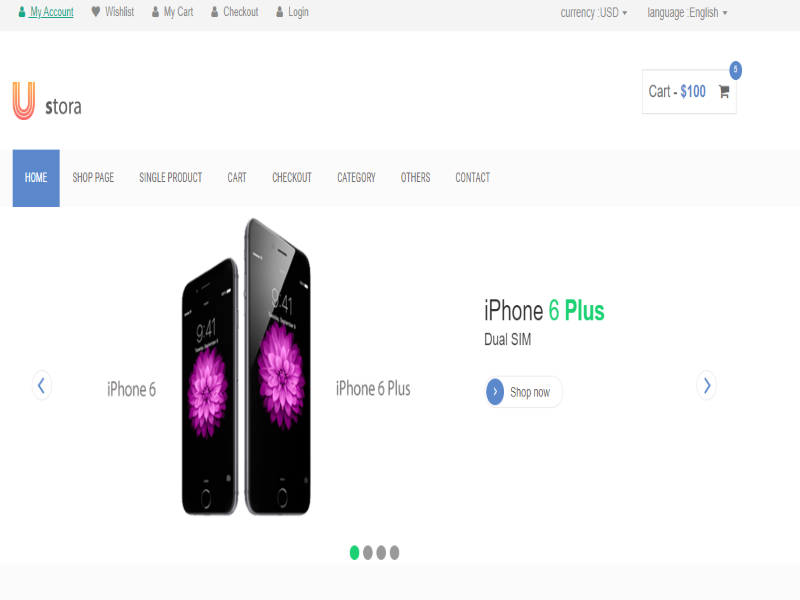 My Account Wishlist My Cart Checkout Login currency :USD language :English
5
Cart - $100
U stora
HOME SHOP PAGE SINGLE PRODUCT CART CHECKOUT CATEGORY OTHERS CONTACT
9:41
9:41
iPhone 6 Plus
Dual SIM
iPhone 6
iPhone 6 Plus
Shop now